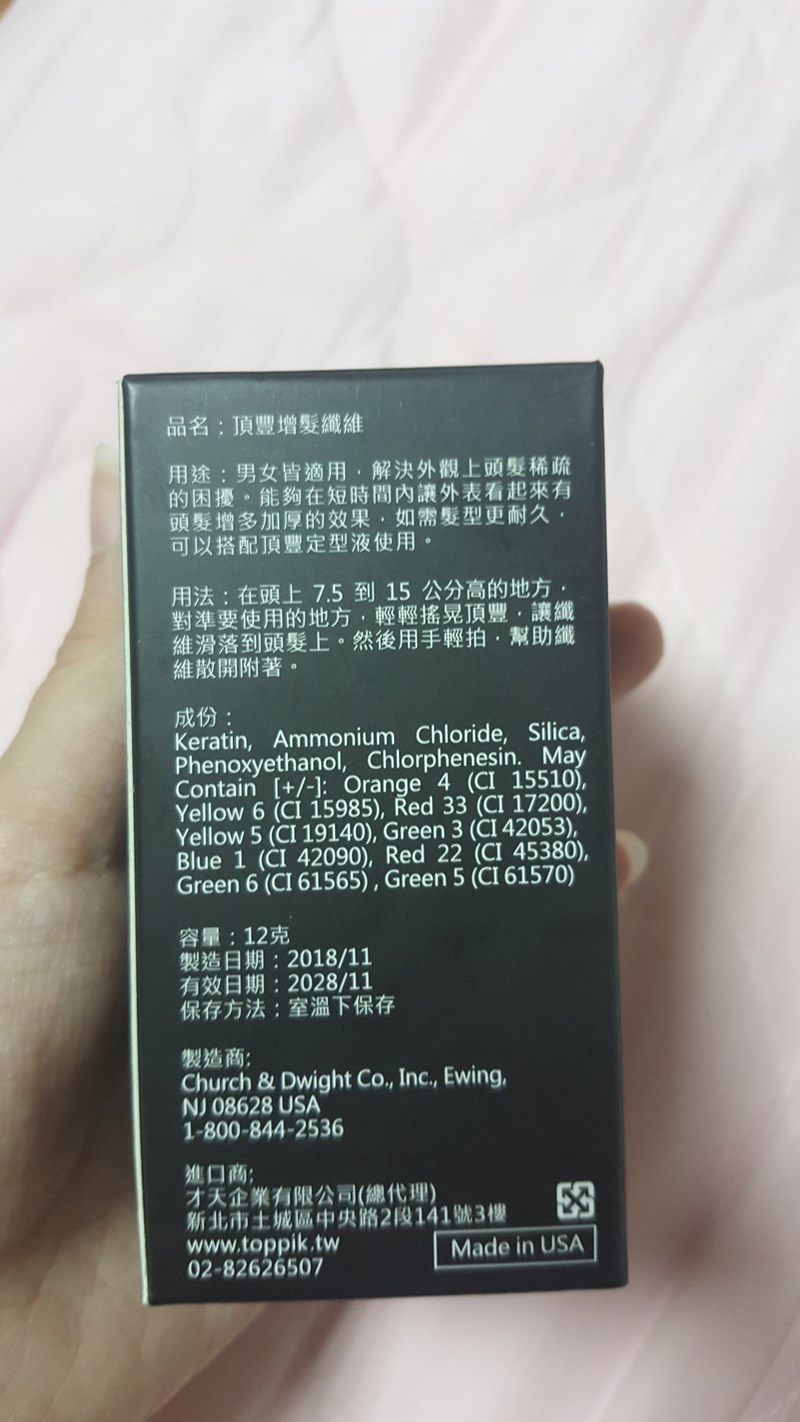 品名：頂豐增髮纖維
用途：男女皆適用，解決外觀上頭髮稀疏
的困擾。能夠在短時間內讓外表看起來有
頭髮增多加厚的效果，如需髮型更耐久，
可以搭配頂豐定型液使用。
用法：在頭上 7.5 到 15 公分高的地方，
對準要使用的地方，輕輕搖晃頂豐，讓纖
維滑落到頭髮上。然後用手輕拍，幫助纖
維散開附著。
成份：
Keratin, Ammonium Chloride, Silica,
Phenoxyethanol, Chlorphenesin. May
Contain [+/-]: Orange 4 (CI 15510),
Yellow 6 (CI 15985), Red 33 (CI 17200),
Yellow 5 (CI 19140), Green 3 (CI 42053),
Blue 1 (CI 42090), Red 22 (CI 45380),
Green 6 (CI 61565) , Green 5 (CI 61570)
容量：12克
製造日期：2018/11
有效日期：2028/11
保存方法：室溫下保存
製造商:
Church & Dwight Co., Inc., Ewing,
NJ 08628 USA
1-800-844-2536
進口商:
才天企業有限公司(總代理)
新北市土城區中央路2段141號3樓
www.toppik.tw
02-82626507
Made in USA